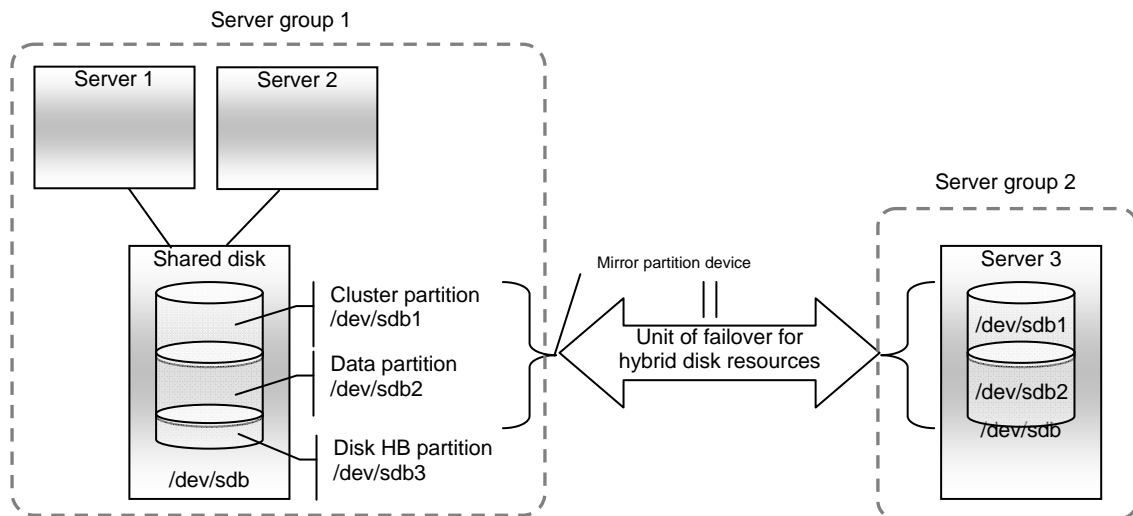 Server group 1
Server 1
Server 2
Shared disk
Cluster partition
/dev/sdb1
Data partition
/dev/sdb2
Disk HB partition
/dev/sdb3
/dev/sdb
Mirror partition device
Unit of failover for
hybrid disk resources
Server group 2
Server 3
/dev/sdb1
/dev/sdb2
/dev/sdb